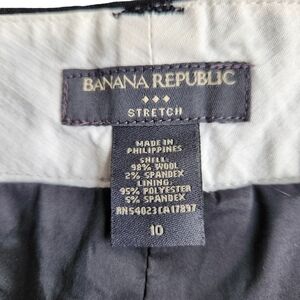 BANANA REPUBLIC
STRETCH
MADE IN
PHILIPPINES
SHELL:
98% WOOL
2% SPANDEX
LINING:
95% POLYESTER
5% SPANDEX
RN54023 CA17897
10